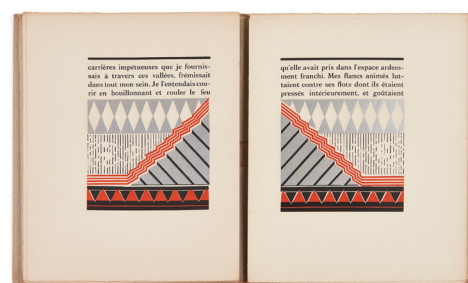 carrières impétueuses que je fournis-
sais à travers ces vallées, frémissait
dans tout mon sein. Je l'entendais cou-
rir en bouillonnant et rouler le feu
qu'elle avait pris dans l'espace ardem-
ment franchi. Mes flancs animés lut-
taient contre ses flots dont ils étaient
pressés intérieurement, et goûtaient